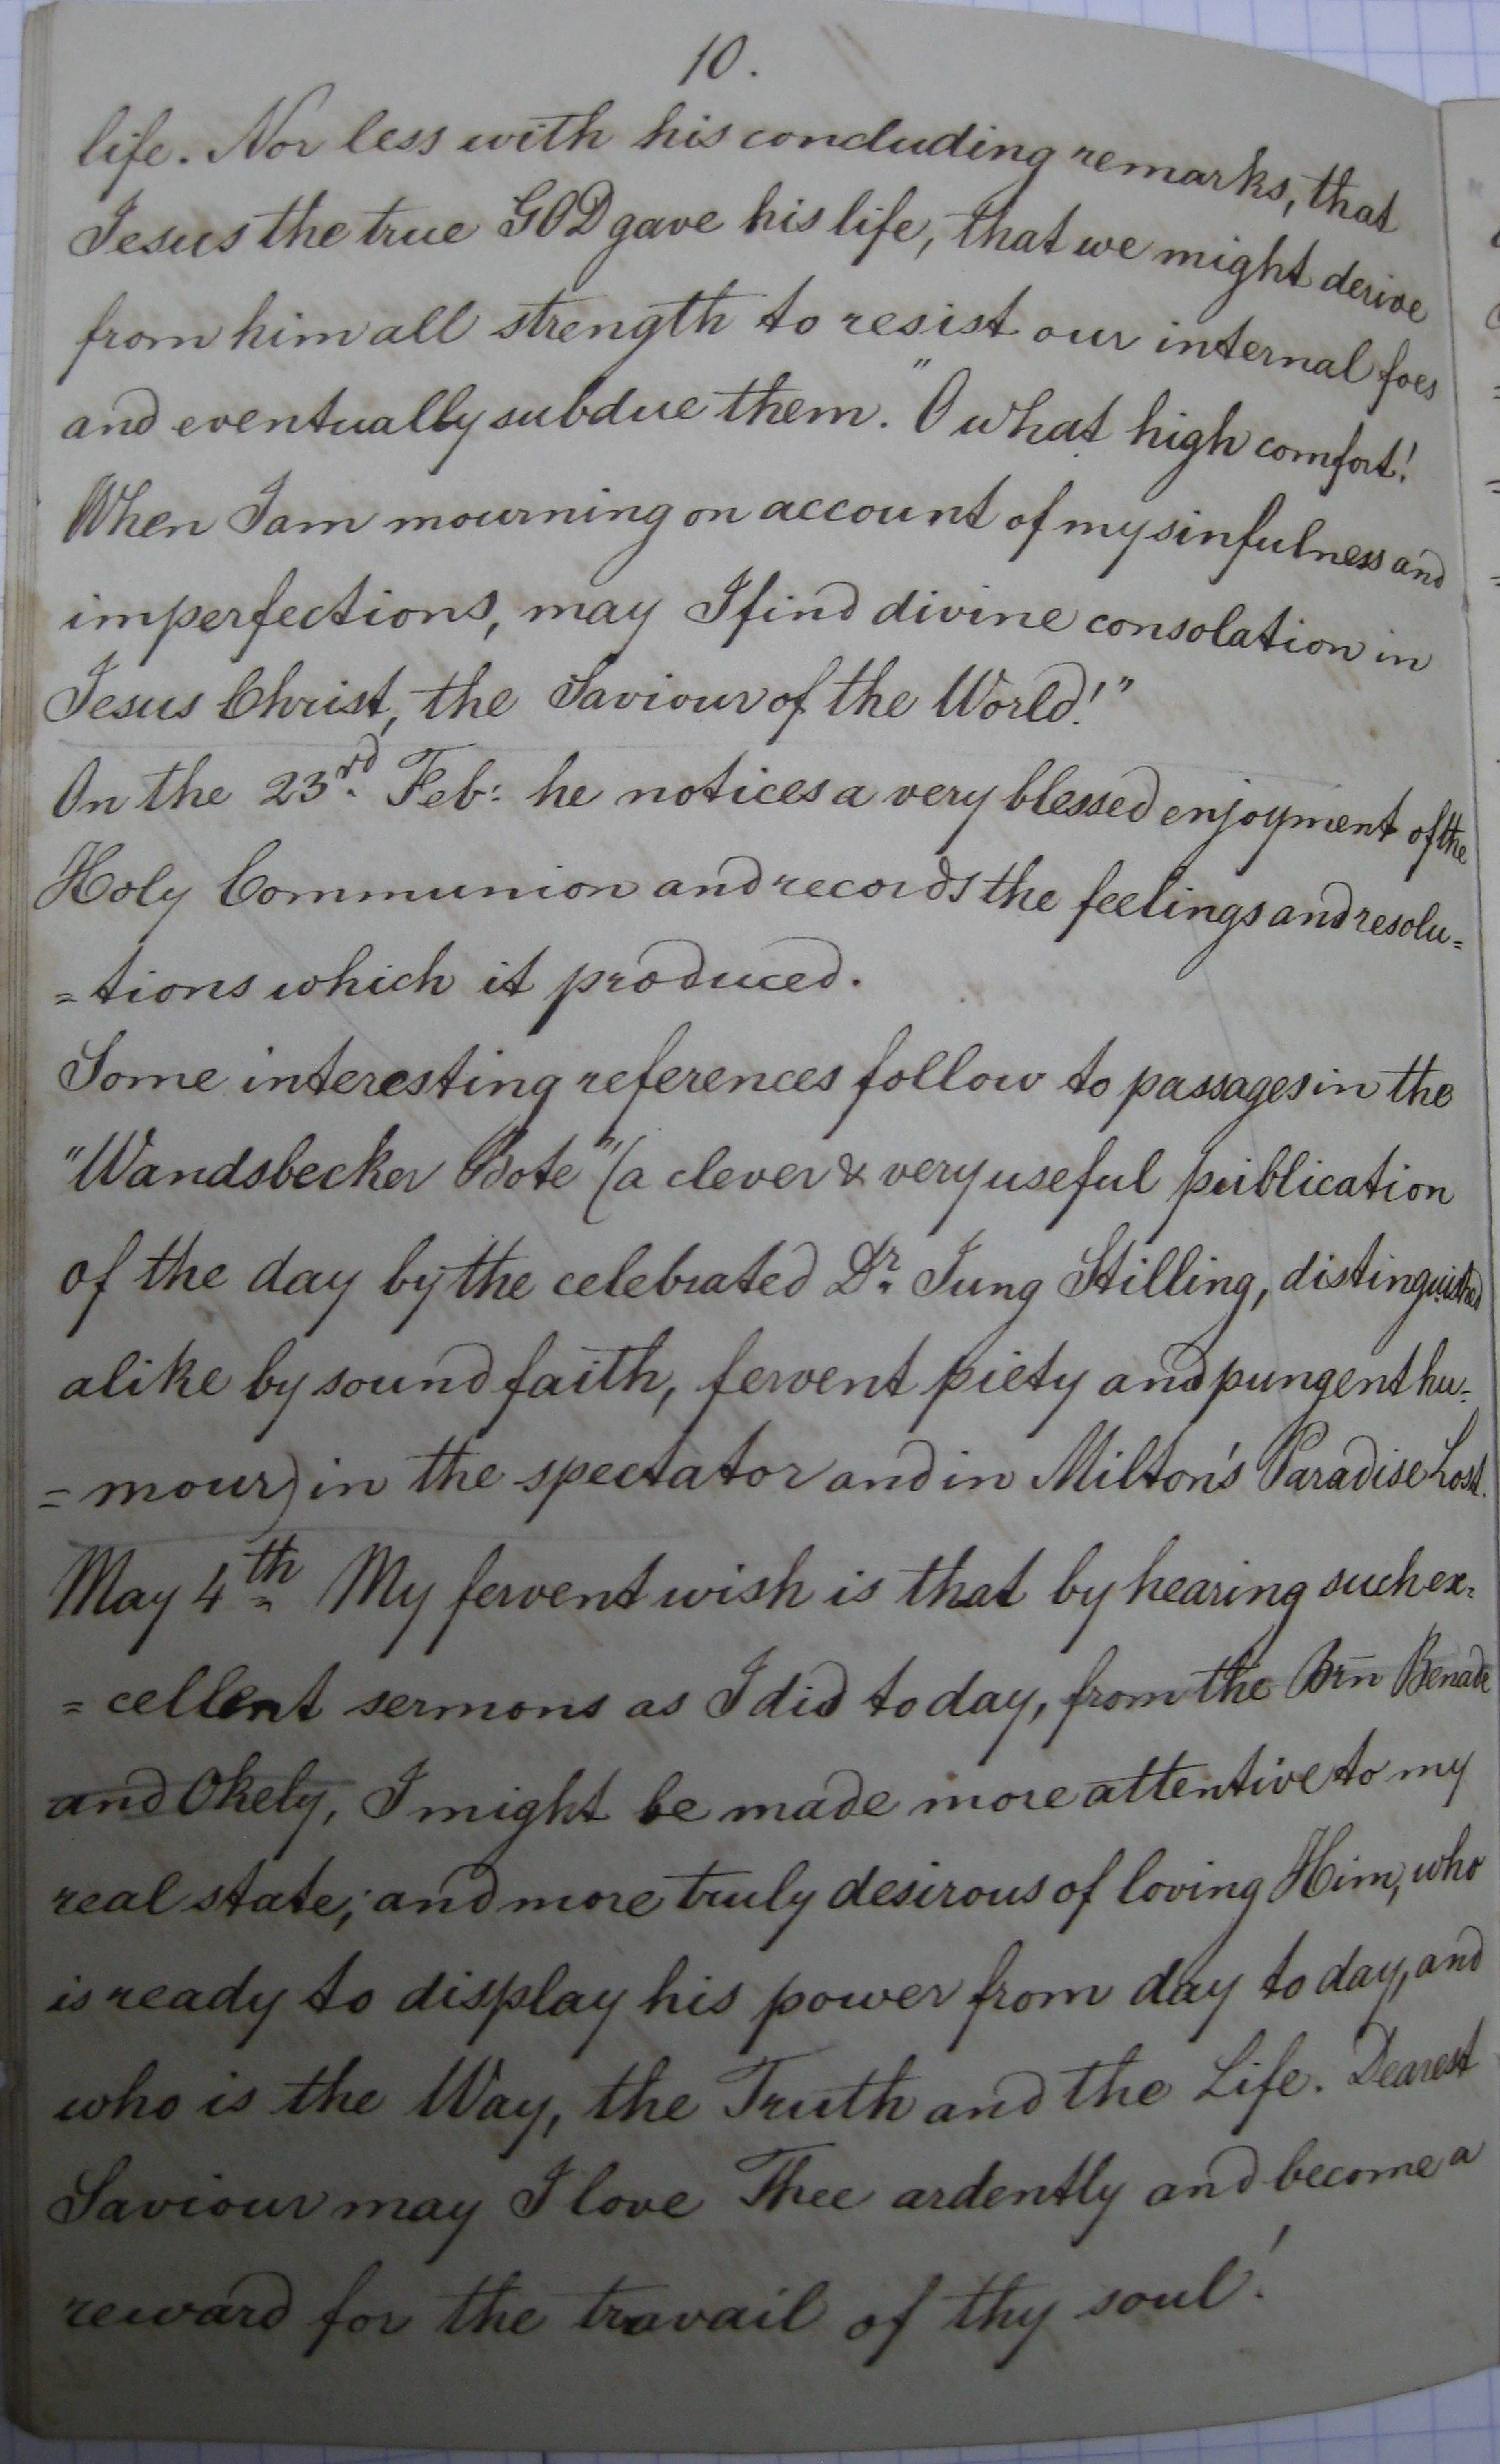 10.
life. Nor less with his concluding remarks, that
Jesus the true GOD gave his life, that we might derive
from him all strength to resist our internal foes
and eventually subdue them. "O what high comfort!
When I am mourning on account of my sinfulness and
imperfections, may I find divine consolation in
Jesus Christ, the Saviour of the World!"
On the 23rd. Feb: he notices a very blessed enjoyment of the
Holy Communion and records the feelings and resolu=
=tions which it produced.
Some interesting references follow to passages in the
"Wandsbecker Bote" (a clever & very useful publication
of the day by the celebrated Dr. Jung Stilling, distinguished
alike by sound faith, fervent piety and pungent hu=
=mour) in the spectator and in Milton's Paradise Lost.
May 4th My fervent wish is that by hearing such ex=
=cellent sermons as I did to day, from the Brn Benade
and Okely, I might be made more attentive to my
real state; and more truly desirous of loving Him, who
is ready to display his power from day to day, and
who is the Way, the Truth and the Life. Dearest
Saviour may I love Thee ardently and become a
reward for the travail of thy soul!